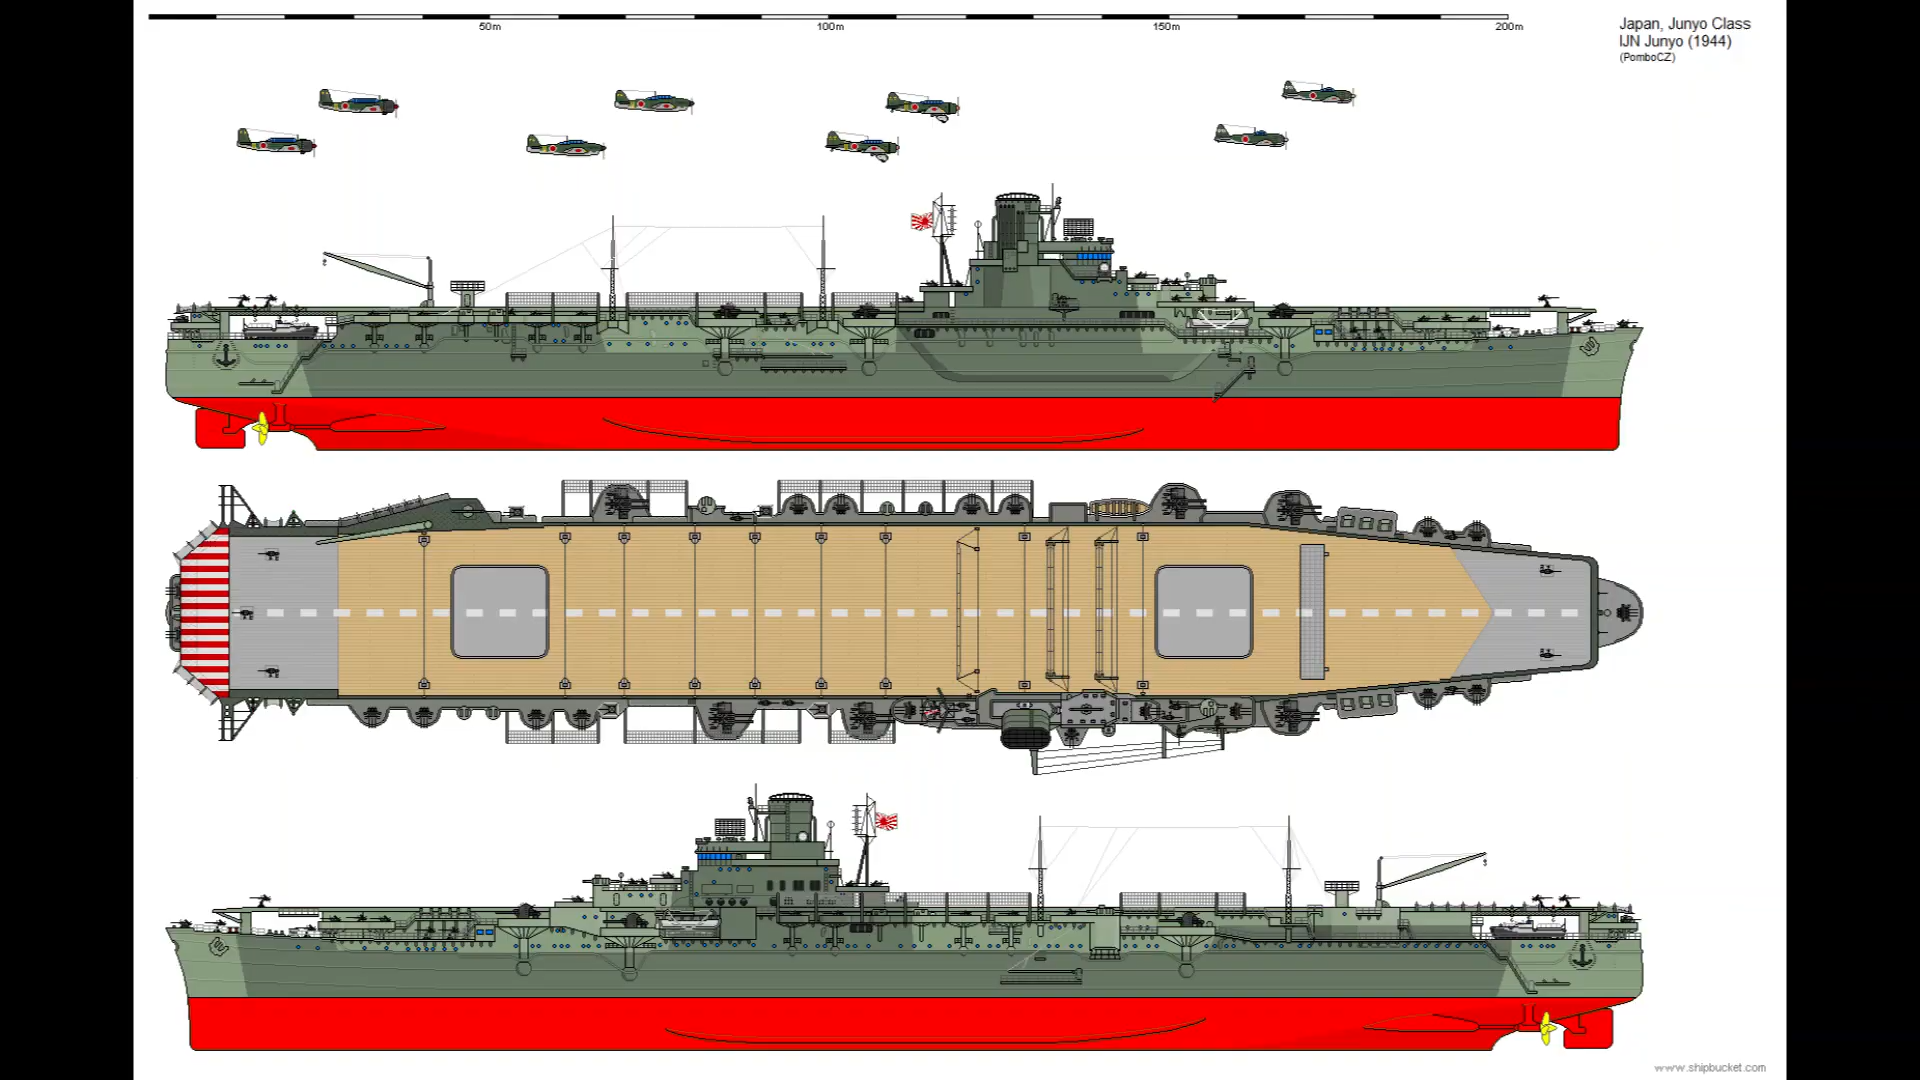 50m
100m
150m
200m
Japan, Junyo Class
IJN Junyo (1944)
(PomboCZ)
www.shipbucket.com